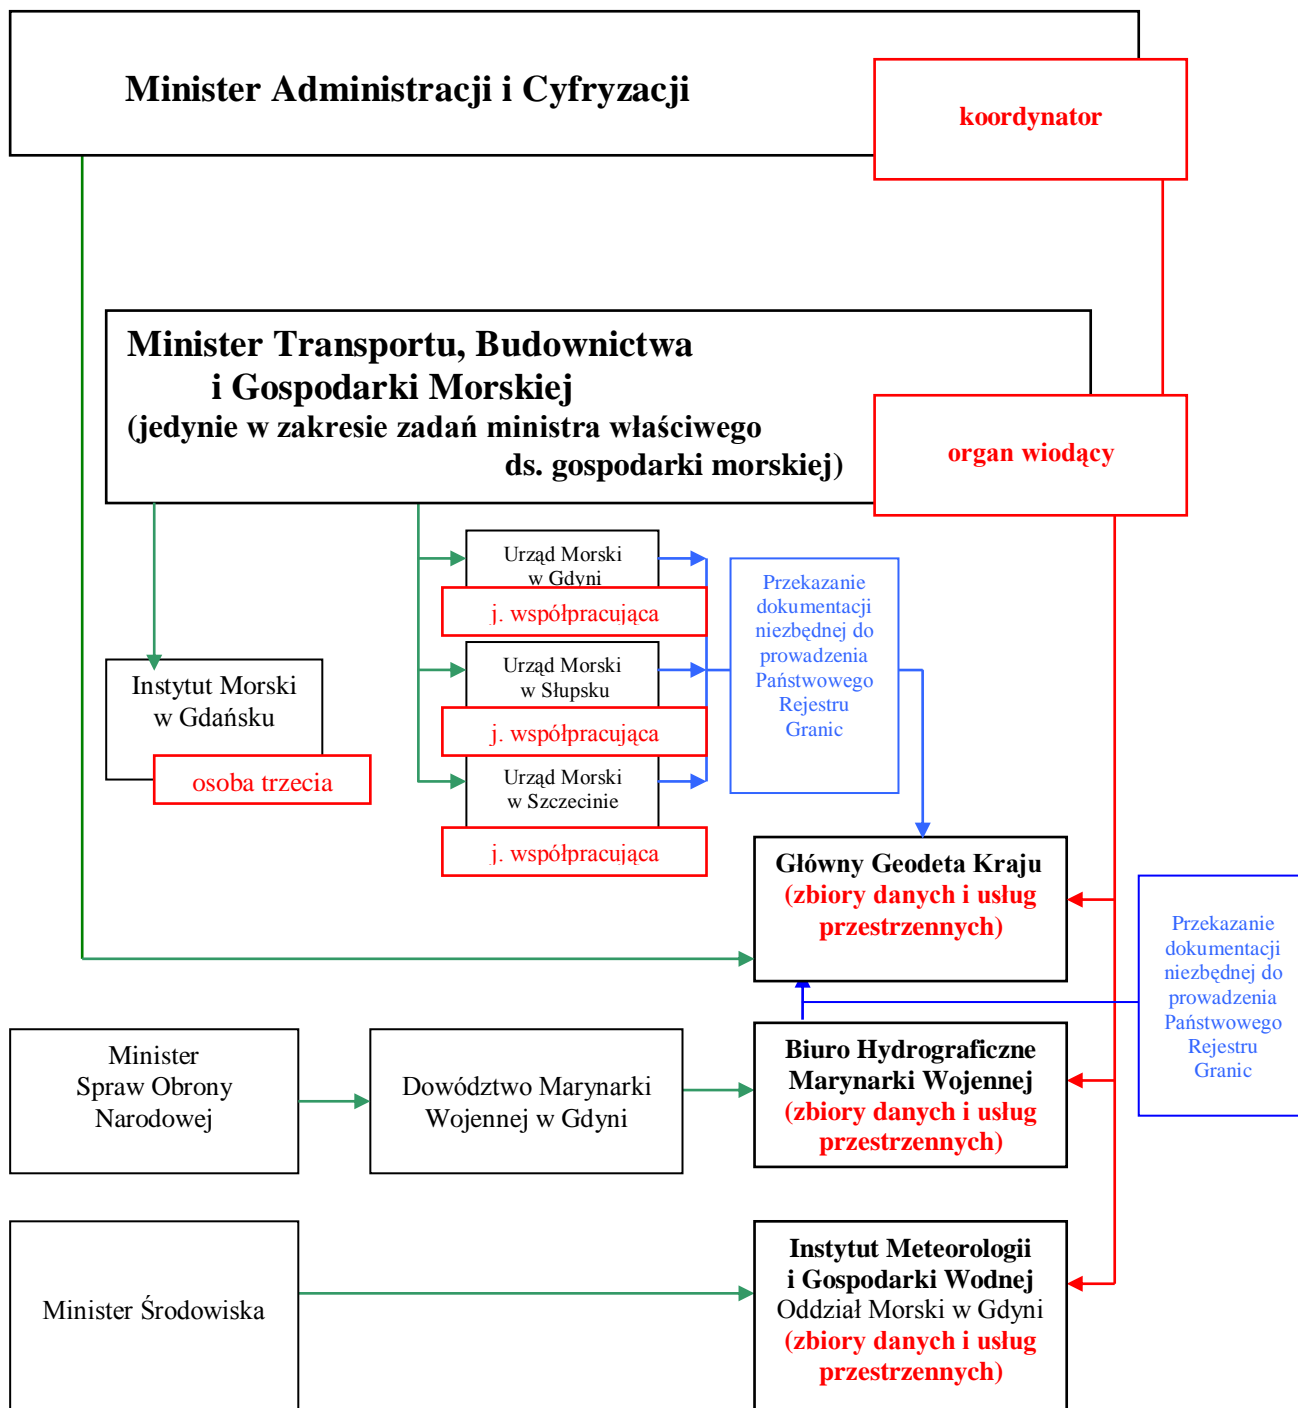 Minister Administracji i Cyfryzacji
koordynator
Minister Transportu, Budownictwa
i Gospodarki Morskiej
(jedynie w zakresie zadań ministra właściwego
ds. gospodarki morskiej)
organ wiodący
Urząd Morski
w Gdyni
j. współpracująca
Urząd Morski
w Słupsku
j. współpracująca
Urząd Morski
w Szczecinie
j. współpracująca
Przekazanie
dokumentacji
niezbędnej do
prowadzenia
Państwowego
Rejestru
Granic
Instytut Morski
w Gdańsku
osoba trzecia
Główny Geodeta Kraju
(zbiory danych i usług
przestrzennych)
Przekazanie
dokumentacji
niezbędnej do
prowadzenia
Państwowego
Rejestru
Granic
Minister
Spraw Obrony
Narodowej
Dowództwo Marynarki
Wojennej w Gdyni
Biuro Hydrograficzne
Marynarki Wojennej
(zbiory danych i usług
przestrzennych)
Minister Środowiska
Instytut Meteorologii
i Gospodarki Wodnej
Oddział Morski w Gdyni
(zbiory danych i usług
przestrzennych)